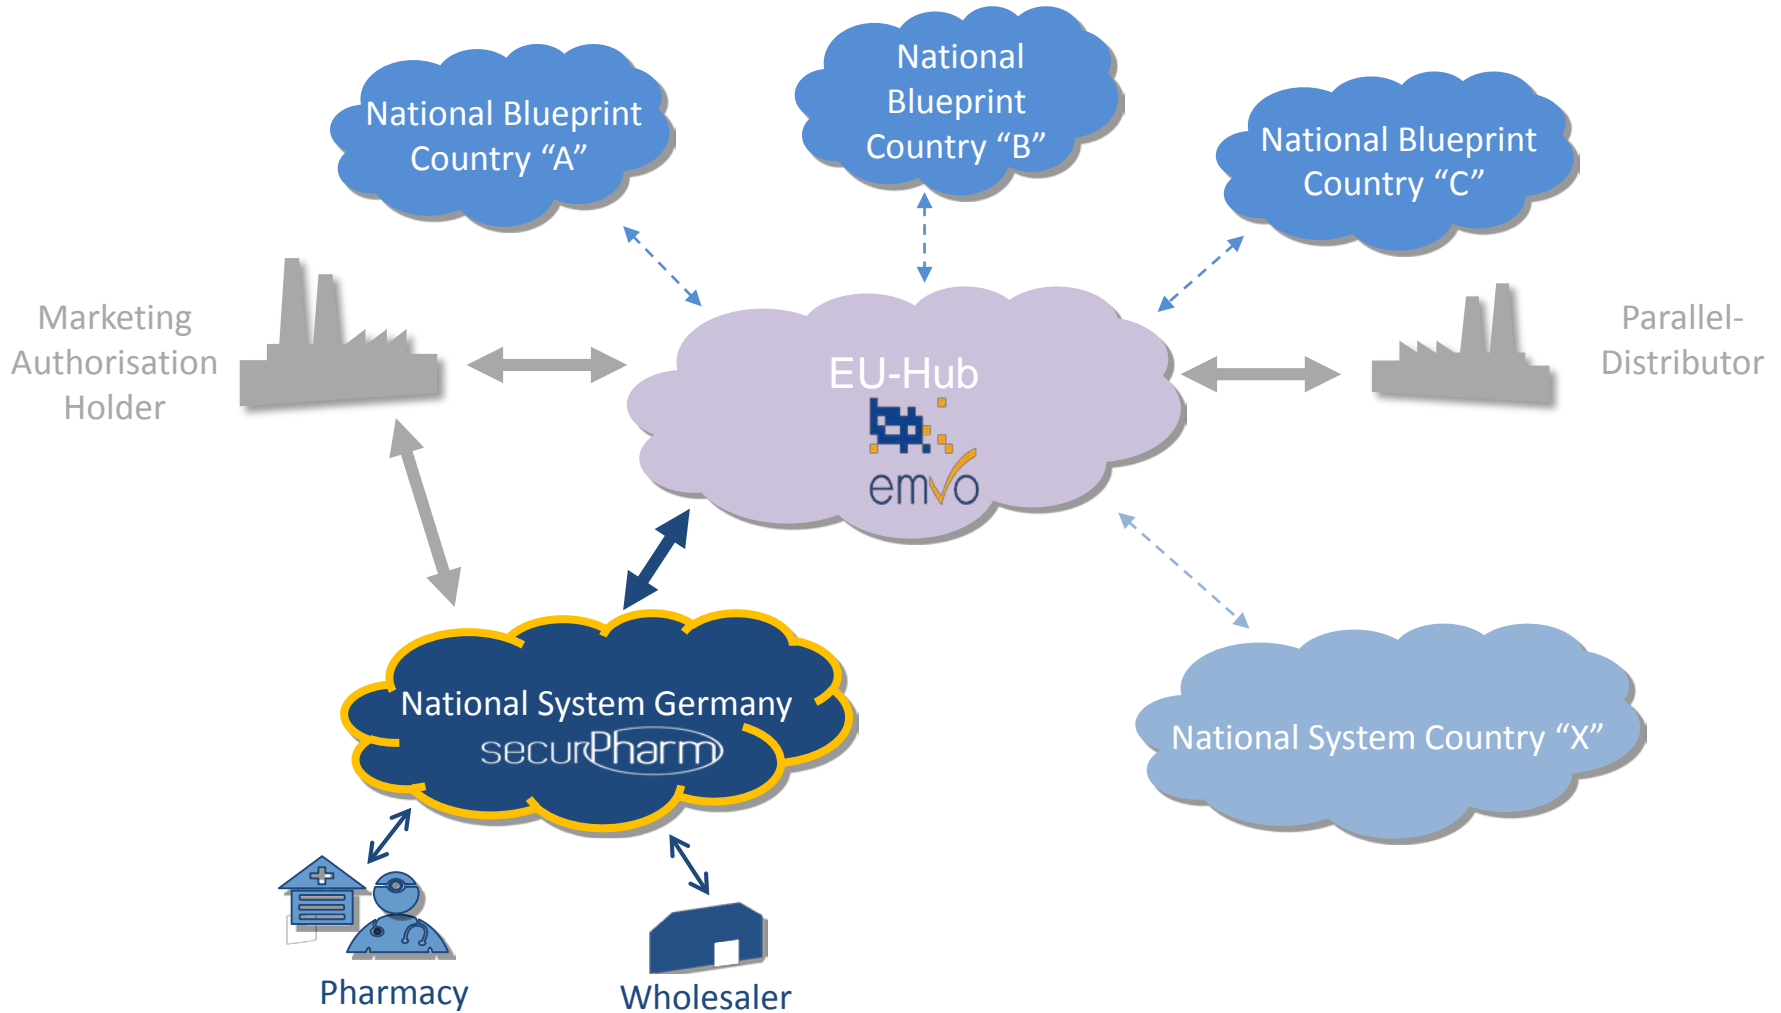 National Blueprint
Country “A”
National
Blueprint
Country “B”
National Blueprint
Country “C”
Marketing
Authorisation
Holder
EU-Hub
emvo
Parallel-
Distributor
National System Germany
securPharm
National System Country “X”
Pharmacy
Wholesaler